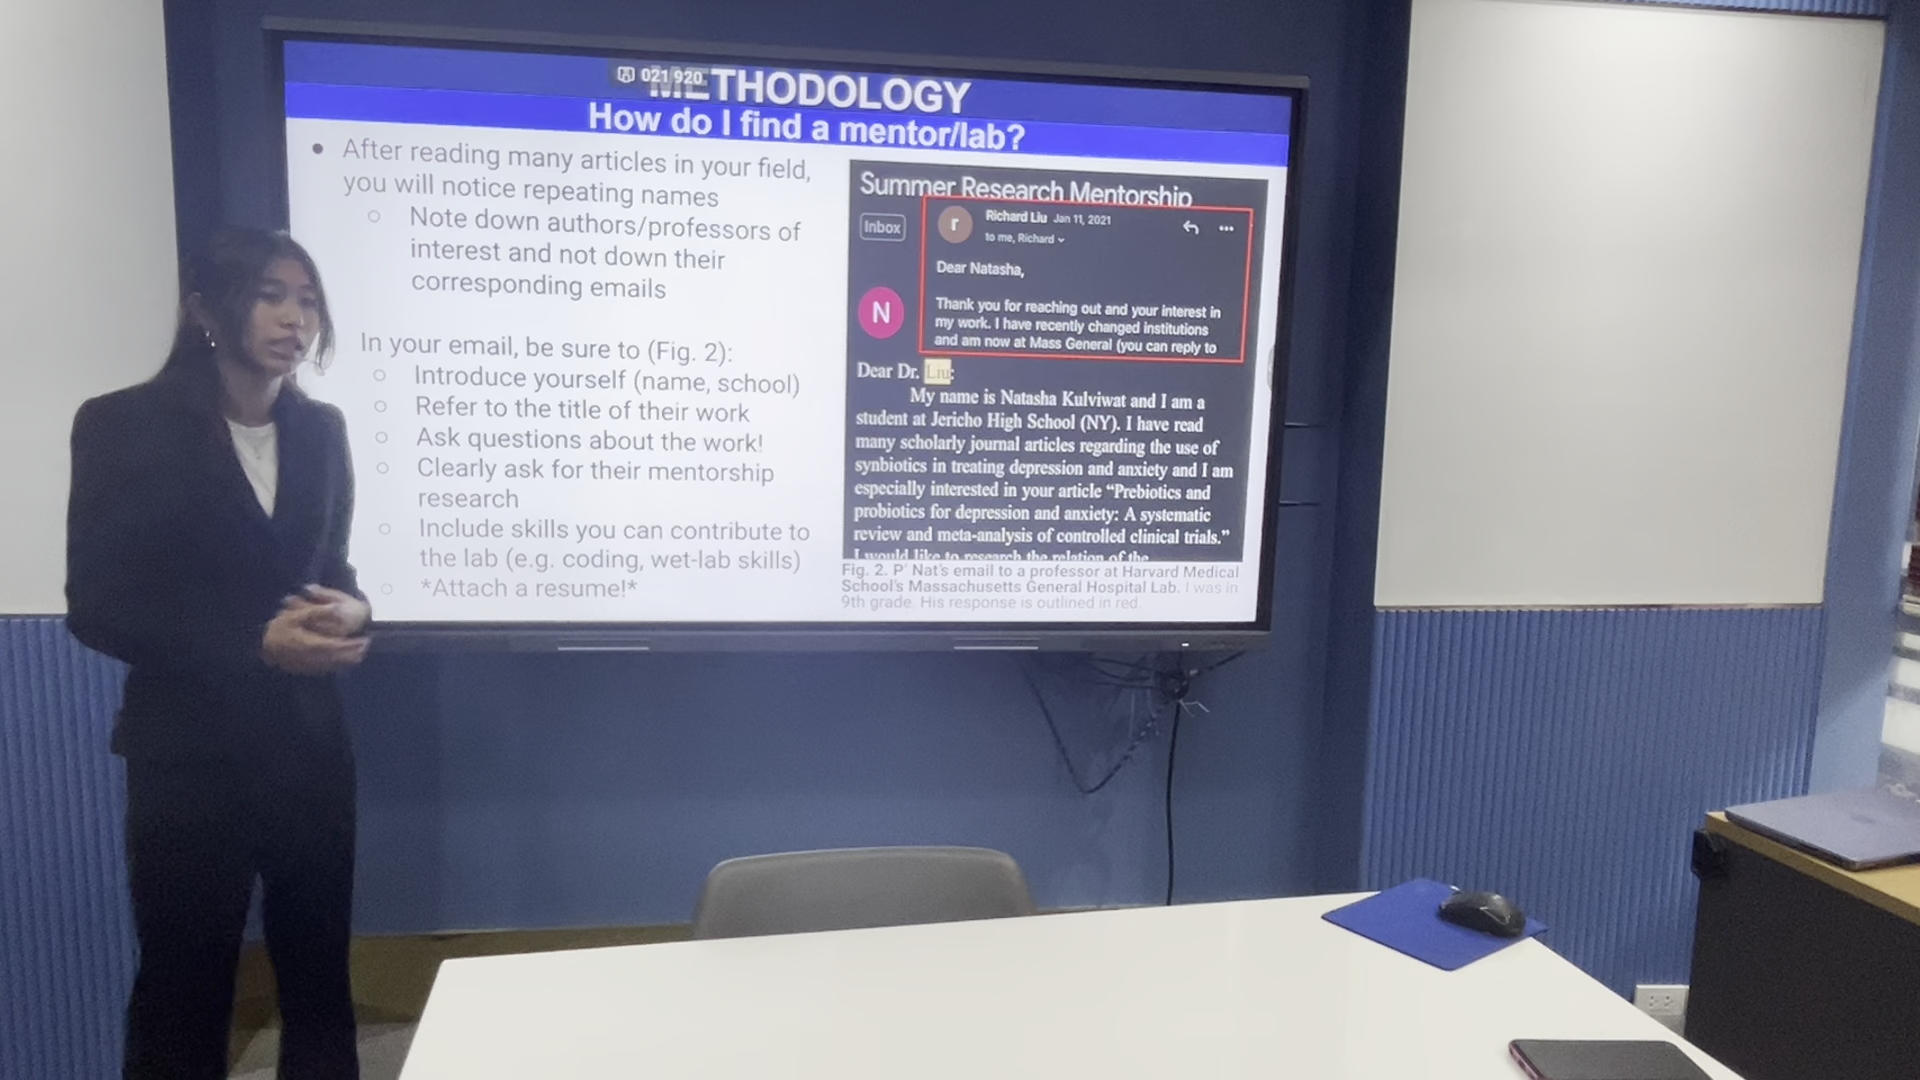 021 920
METHODOLOGY
How do I find a mentor/lab?
● After reading many articles in your field,
you will notice repeating names
○ Note down authors/professors of
interest and not down their
corresponding emails
In your email, be sure to (Fig. 2):
○ Introduce yourself (name, school)
○ Refer to the title of their work
○ Ask questions about the work!
○ Clearly ask for their mentorship
research
○ Include skills you can contribute to
the lab (e.g. coding, wet-lab skills)
○ *Attach a resume!*
Summer Research Mentorship
Inbox
r
Richard Liu Jan 11, 2021
to me, Richard
Dear Natasha,
Thank you for reaching out and your interest in
my work. I have recently changed institutions
and am now at Mass General (you can reply to
N
Dear Dr. Liu:
My name is Natasha Kulviwat and I am a
student at Jericho High School (NY). I have read
many scholarly journal articles regarding the use of
synbiotics in treating depression and anxiety and I am
especially interested in your article “Prebiotics and
probiotics for depression and anxiety: A systematic
review and meta-analysis of controlled clinical trials.”
I would like to research the relation of the
Fig. 2. P' Nat's email to a professor at Harvard Medical
School's Massachusetts General Hospital Lab. I was in
9th grade. His response is outlined in red.